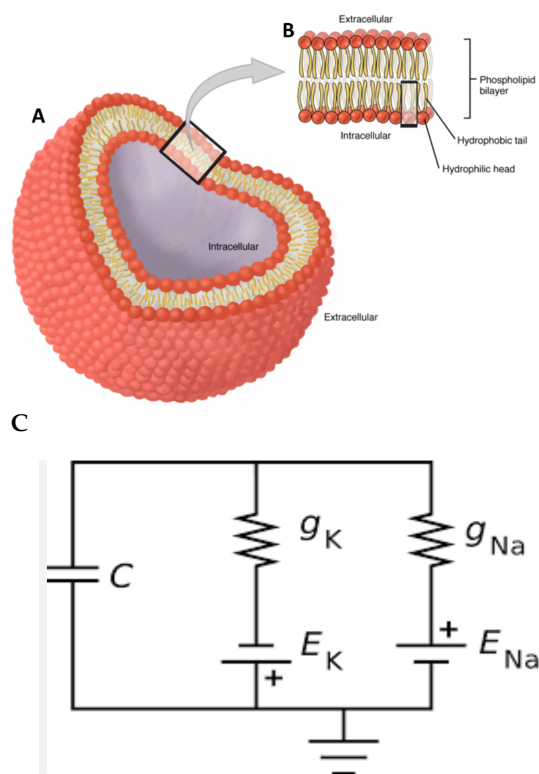 Extracellular
B
Phospholipid
bilayer
A
Intracellular
Hydrophobic tail
Hydrophilic head
Intracellular
Extracellular
C
g K
g Na
C
+
E K
E Na
+